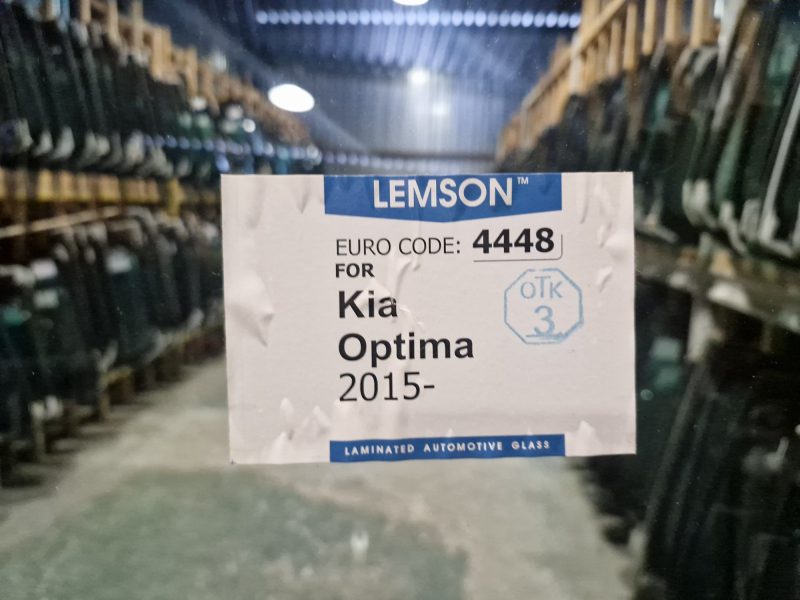 LEMSON™
EURO CODE: 4448
FOR
Kia
Optima
2015-
ОТК
3
LAMINATED AUTOMOTIVE GLASS